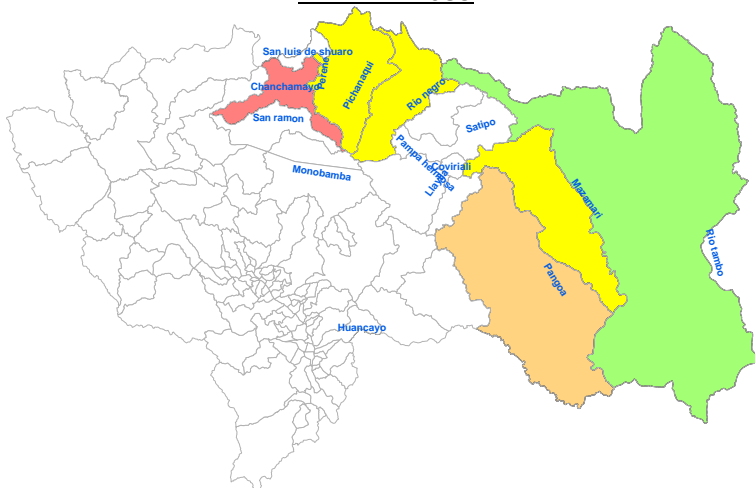 San luis de shuaro
Perene
Chanchamayo
Pichanaqui
Rio negro
San ramon
Satipo
Monobamba
Pampa hermosa
Coviriali
Mazamari
Rio tambo
Pangoa
Huancayo